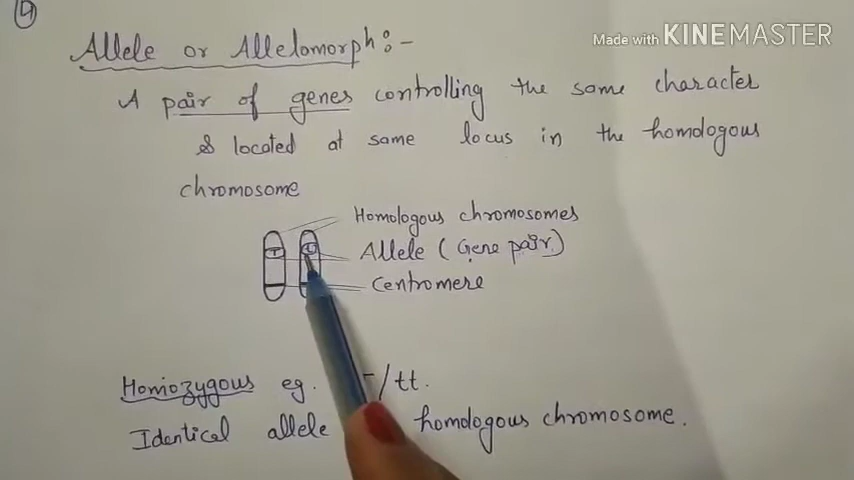 4
Made with KINEMASTER
Allele or Allelomorph :-
A pair of genes controlling the same character
& located at same locus in the homologous
chromosome
Homologous chromosomes
T
Allele (Gene pair)
Centromere
Homozygous eg. /tt.
Identical allele homologous chromosome.